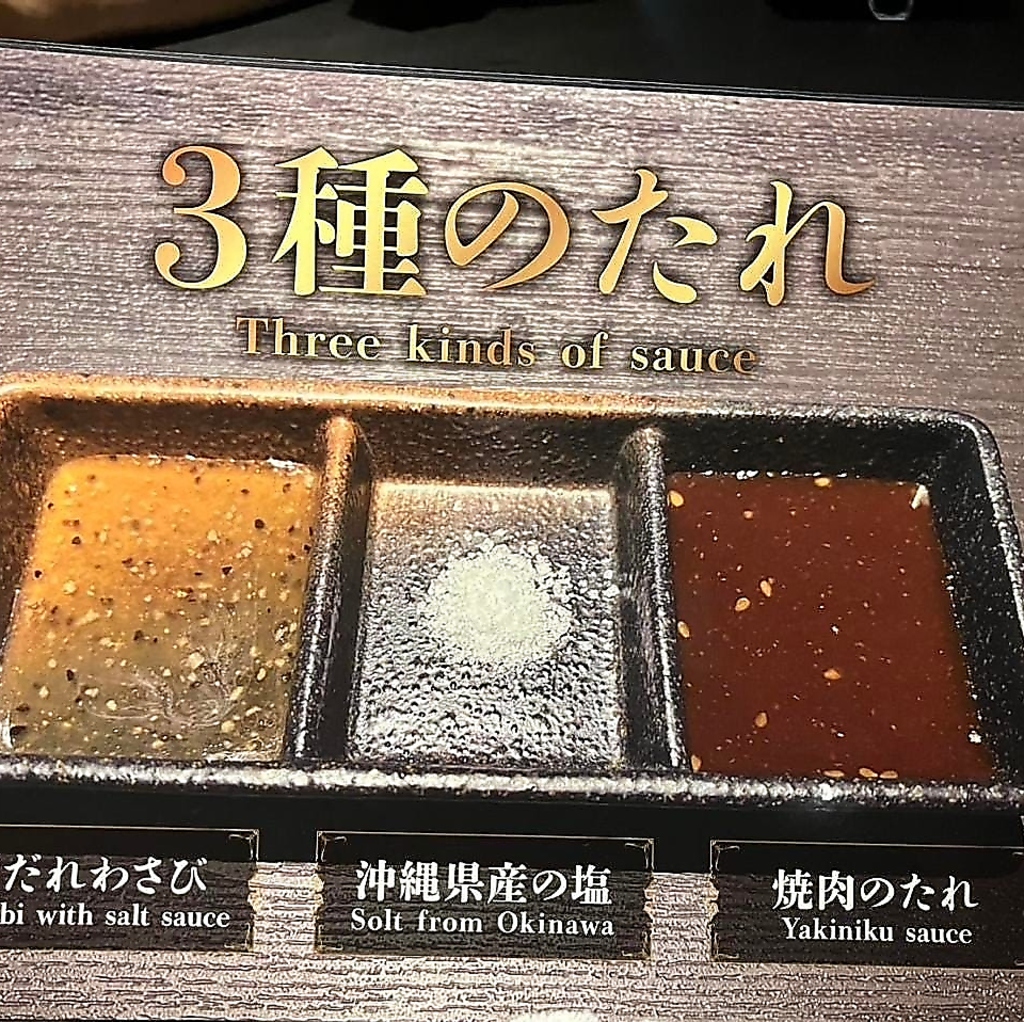 3種のたれ
Three kinds of sauce
だれわさび
bi with salt sauce
沖縄県産の塩
Solt from Okinawa
焼肉のたれ
Yakiniku sauce